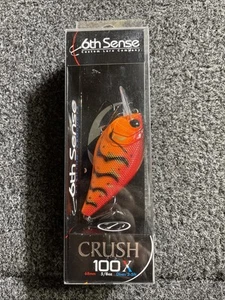 6th Sense
Custom Lure Company
6th Sense
CRUSH
100X